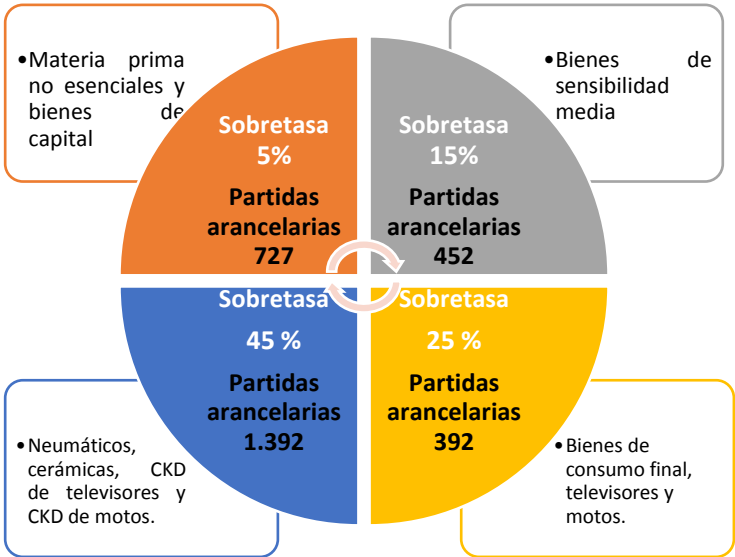 •Materia prima
no esenciales y
bienes de
capital
Sobretasa
5%
Partidas
arancelarias
727
•Bienes de
sensibilidad
media
Sobretasa
15%
Partidas
arancelarias
452
Sobretasa
45 %
Partidas
arancelarias
1.392
•Neumáticos,
cerámicas, CKD
de televisores y
CKD de motos.
Sobretasa
25 %
Partidas
arancelarias
392
•Bienes de
consumo final,
televisores y
motos.